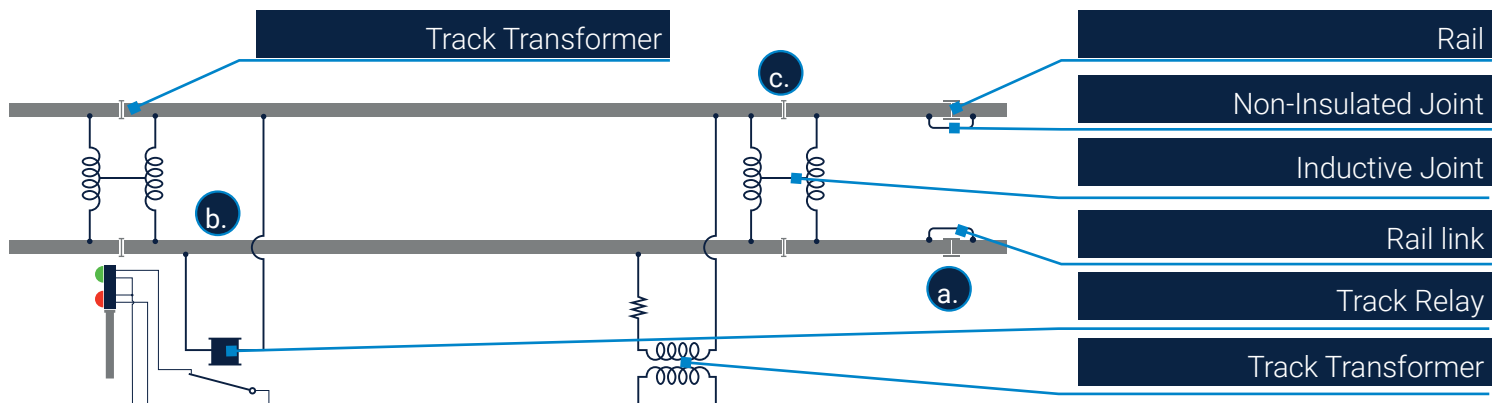 Track Transformer
Rail
c.
Non-Insulated Joint
Inductive Joint
b.
Rail link
a.
Track Relay
Track Transformer